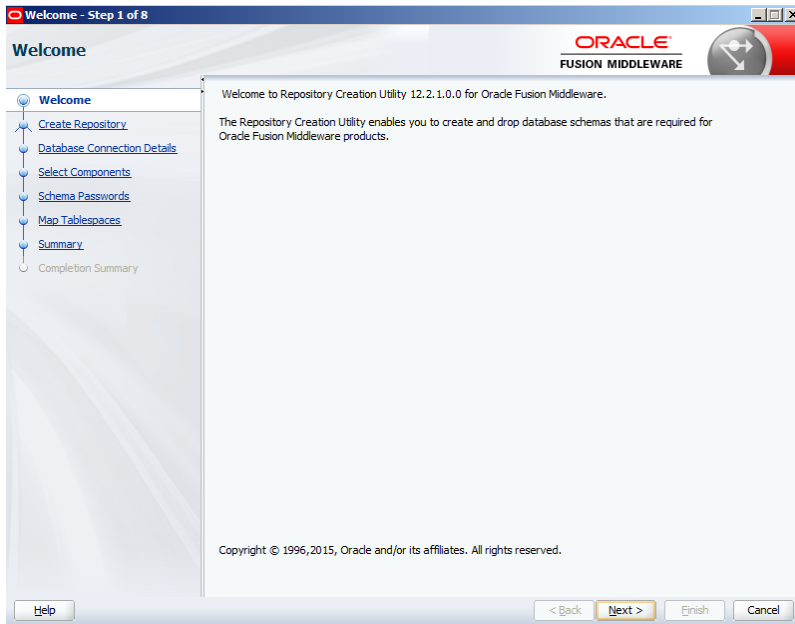 Welcome - Step 1 of 8
Welcome
ORACLE
FUSION MIDDLEWARE
Welcome
Create Repository
Database Connection Details
Select Components
Schema Passwords
Map Tablespaces
Summary
Completion Summary
Welcome to Repository Creation Utility 12.2.1.0.0 for Oracle Fusion Middleware.
The Repository Creation Utility enables you to create and drop database schemas that are required for
Oracle Fusion Middleware products.
Copyright © 1996,2015, Oracle and/or its affiliates. All rights reserved.
Help
< Back
Next >
Finish
Cancel